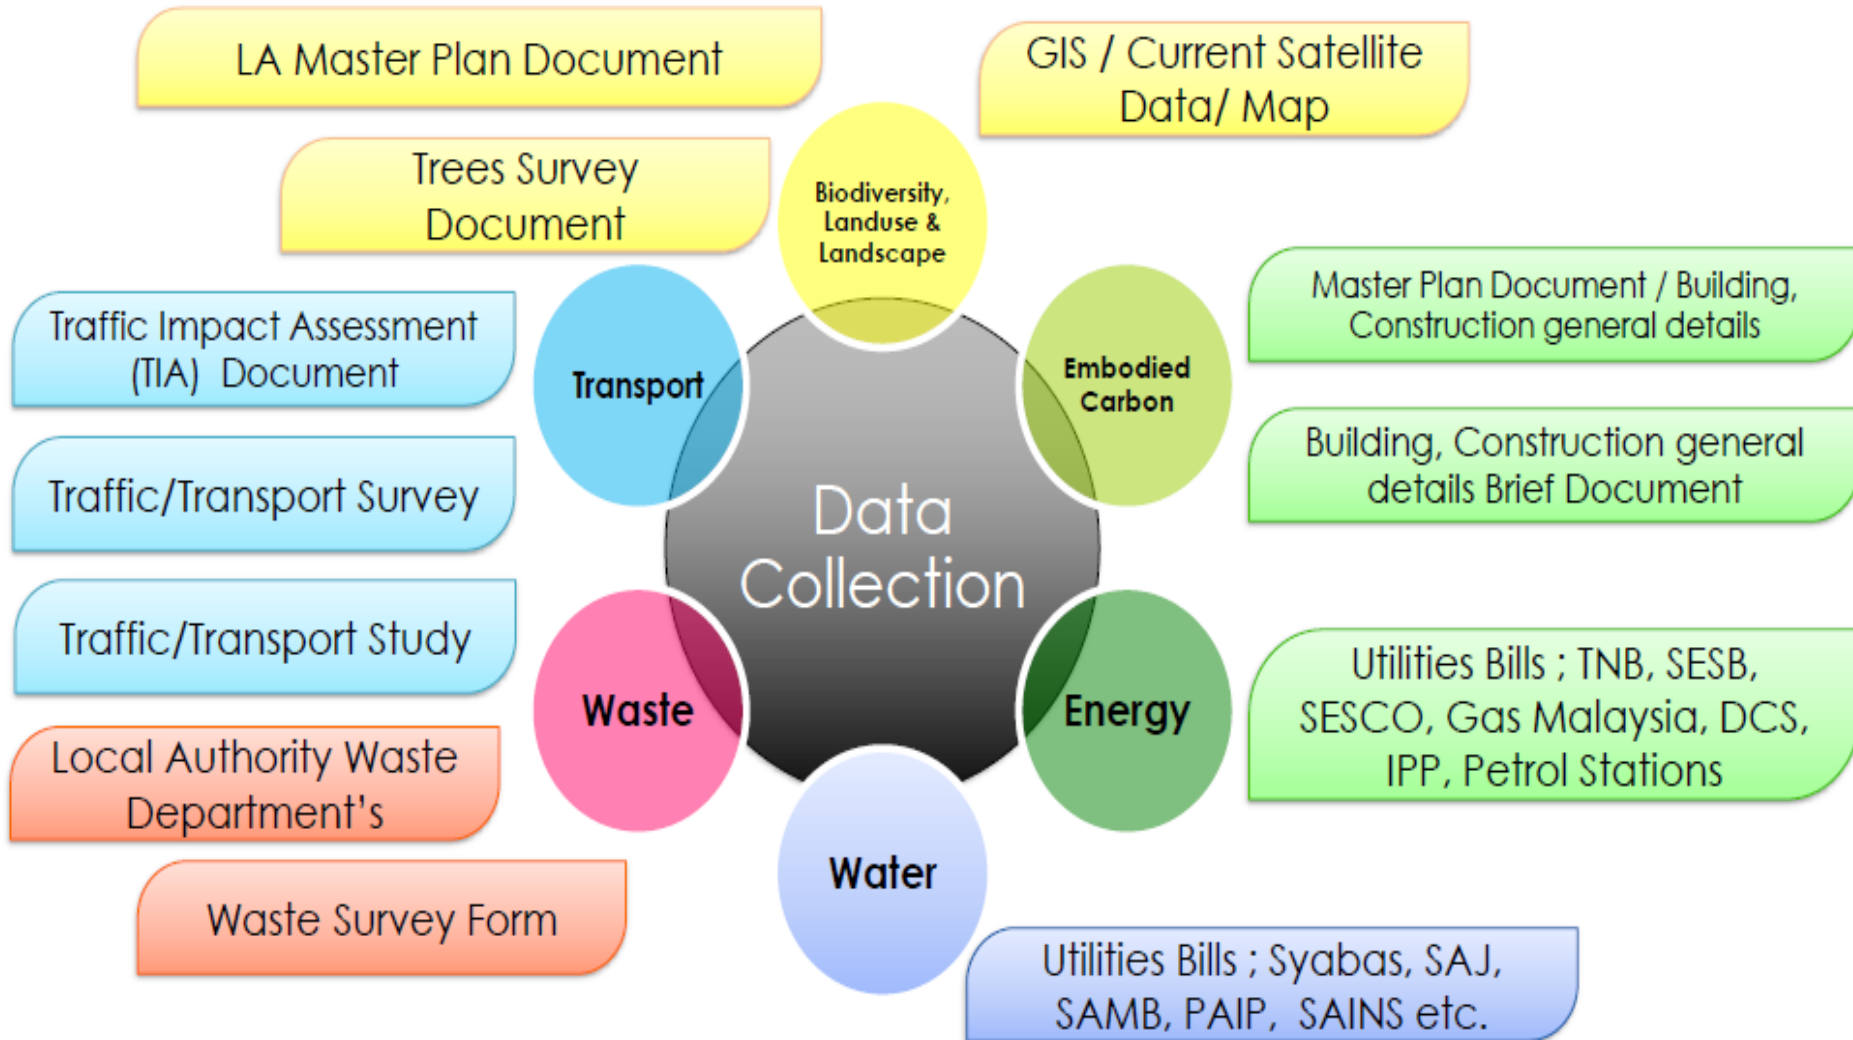 LA Master Plan Document
GIS / Current Satellite
Data/ Map
Trees Survey
Document
Biodiversity,
Landuse &
Landscape
Traffic Impact Assessment
(TIA) Document
Transport
Embodied
Carbon
Master Plan Document / Building,
Construction general details
Traffic/Transport Survey
Building, Construction general
details Brief Document
Data
Collection
Traffic/Transport Study
Waste
Energy
Utilities Bills ; TNB, SESB,
SESCO, Gas Malaysia, DCS,
IPP, Petrol Stations
Local Authority Waste
Department’s
Water
Waste Survey Form
Utilities Bills ; Syabas, SAJ,
SAMB, PAIP, SAINS etc.